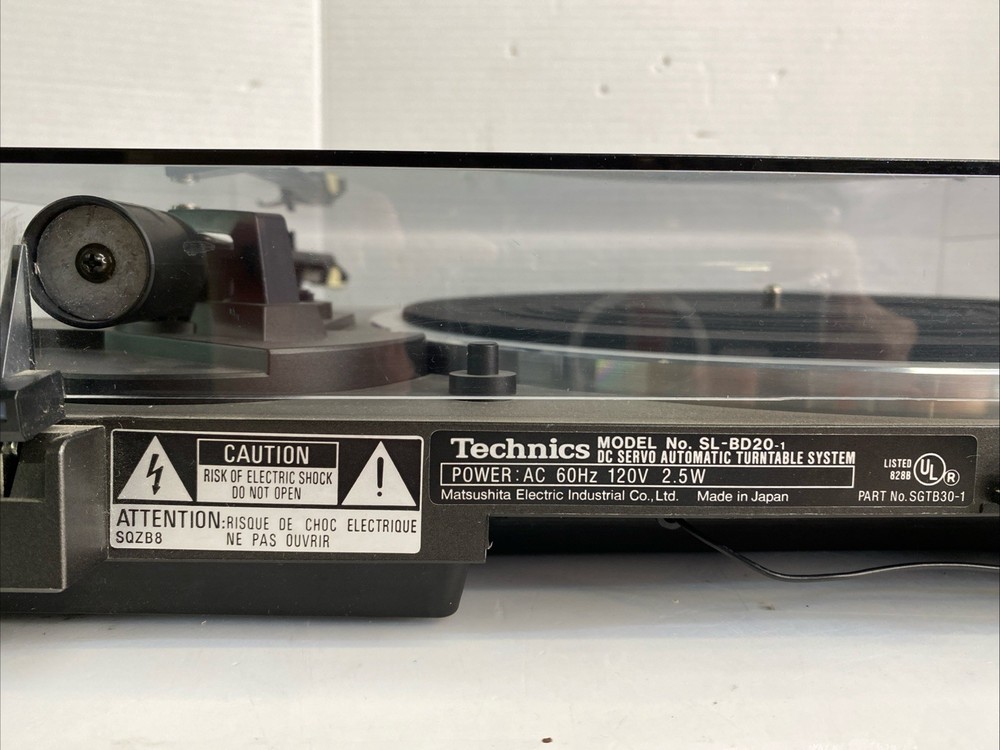 CAUTION
RISK OF ELECTRIC SHOCK
DO NOT OPEN
ATTENTION:RISQUE DE CHOC ELECTRIQUE
SQZB8 NE PAS OUVRIR
Technics MODEL No. SL-BD20-1
DC SERVO AUTOMATIC TURNTABLE SYSTEM
POWER: AC 60Hz 120V 2.5W
Matsushita Electric Industrial Co., Ltd. Made in Japan
LISTED
828B
UL R
PART No. SGTB30-1